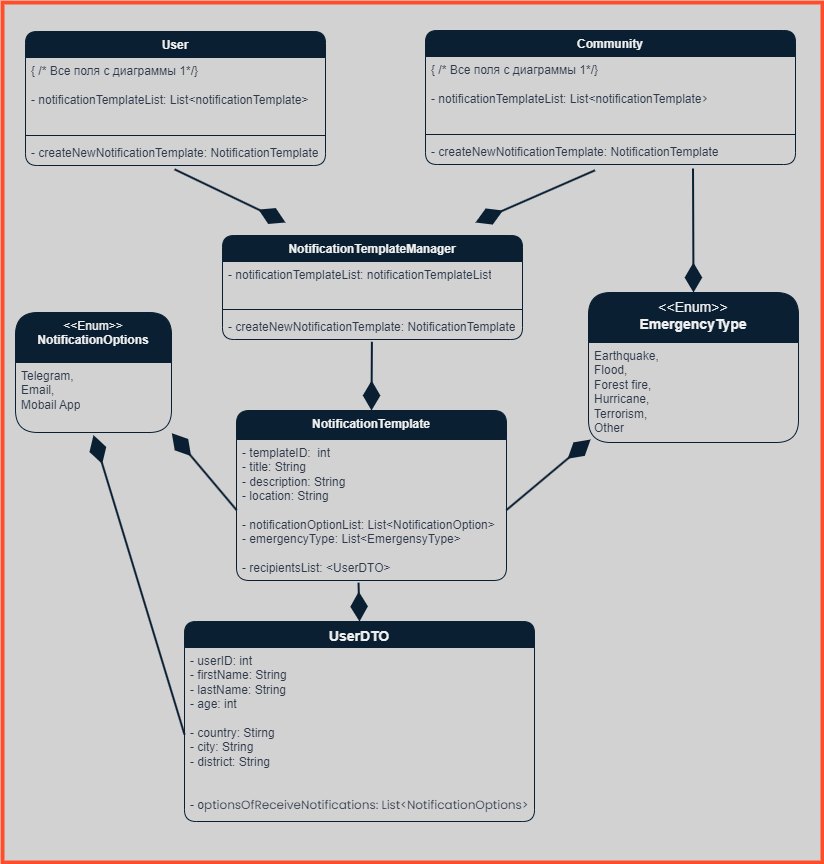 User
{ /* Все поля с диаграммы 1*/}
- notificationTemplateList: List<notificationTemplate>
- createNewNotificationTemplate: NotificationTemplate
Community
{ /* Все поля с диаграммы 1*/}
- notificationTemplateList: List<notificationTemplate>
- createNewNotificationTemplate: NotificationTemplate
NotificationTemplateManager
- notificationTemplateList: notificationTemplateList
- createNewNotificationTemplate: NotificationTemplate
<<Enum>>
NotificationOptions
Telegram,
Email,
Mobail App
<<Enum>>
EmergencyType
Earthquake,
Flood,
Forest fire,
Hurricane,
Terrorism,
Other
NotificationTemplate
- templateID: int
- title: String
- description: String
- location: String
- notificationOptionList: List<NotificationOption>
- emergencyType: List<EmergensyType>
- recipientsList: <UserDTO>
UserDTO
- userID: int
- firstName: String
- lastName: String
- age: int
- country: Stirng
- city: String
- district: String
- optionsOfReceiveNotifications: List<NotificationOptions>